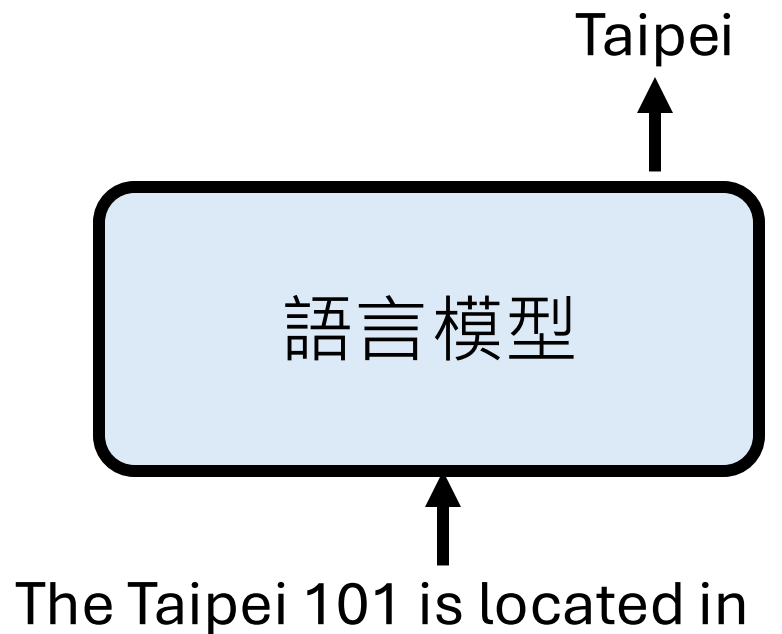 Taipei
語言模型
The Taipei 101 is located in